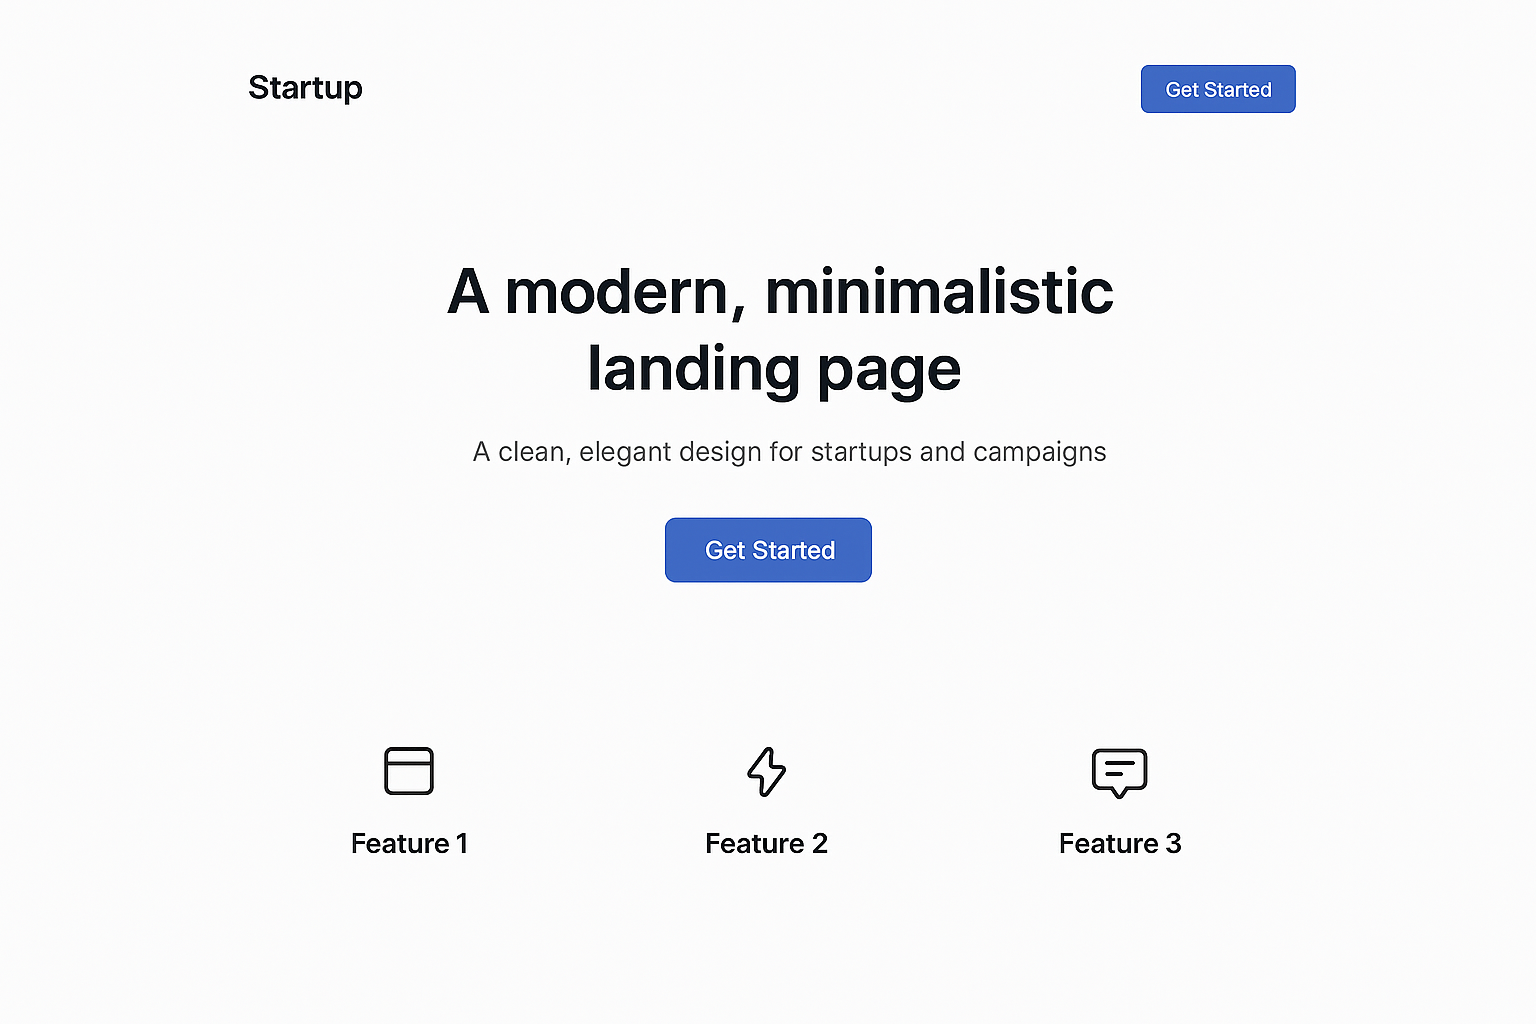 Startup
Get Started
A modern, minimalistic
landing page
A clean, elegant design for startups and campaigns
Get Started
Feature 1
Feature 2
Feature 3